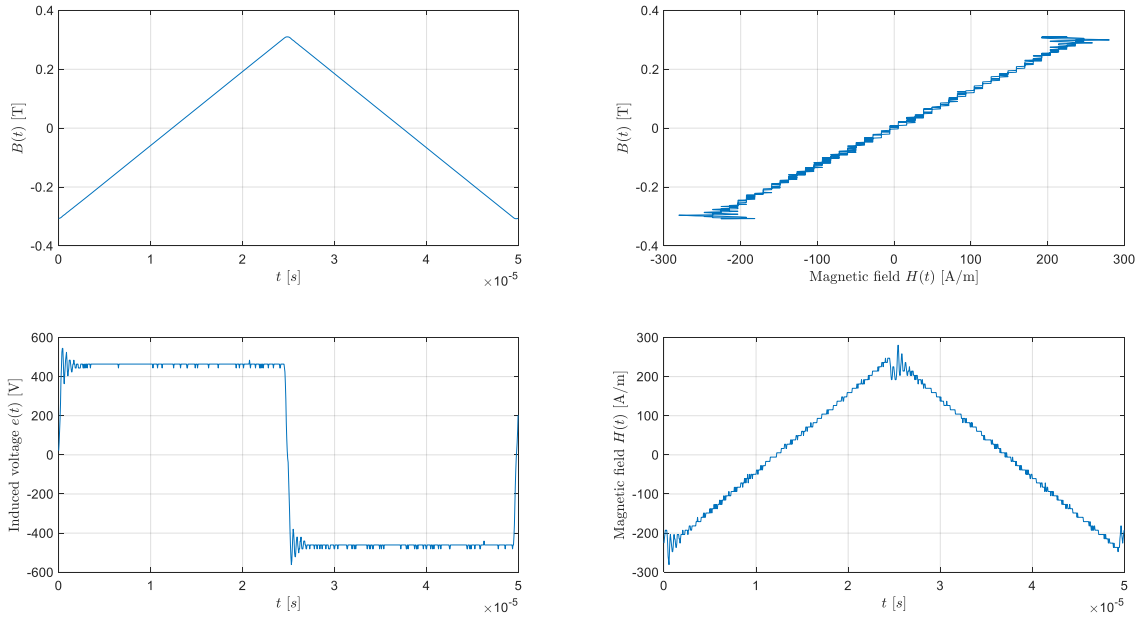 0.4
0.2
0
-0.2
-0.4
B(t) [T]
0 1 2 3 4 5
×10-5
t [s]
0.4
0.2
0
-0.2
-0.4
B(t) [T]
-300 -200 -100 0 100 200 300
Magnetic field H(t) [A/m]
600
400
200
0
-200
-400
-600
Induced voltage e(t) [V]
0 1 2 3 4 5
×10-5
t [s]
300
200
100
0
-100
-200
-300
Magnetic field H(t) [A/m]
0 1 2 3 4 5
×10-5
t [s]